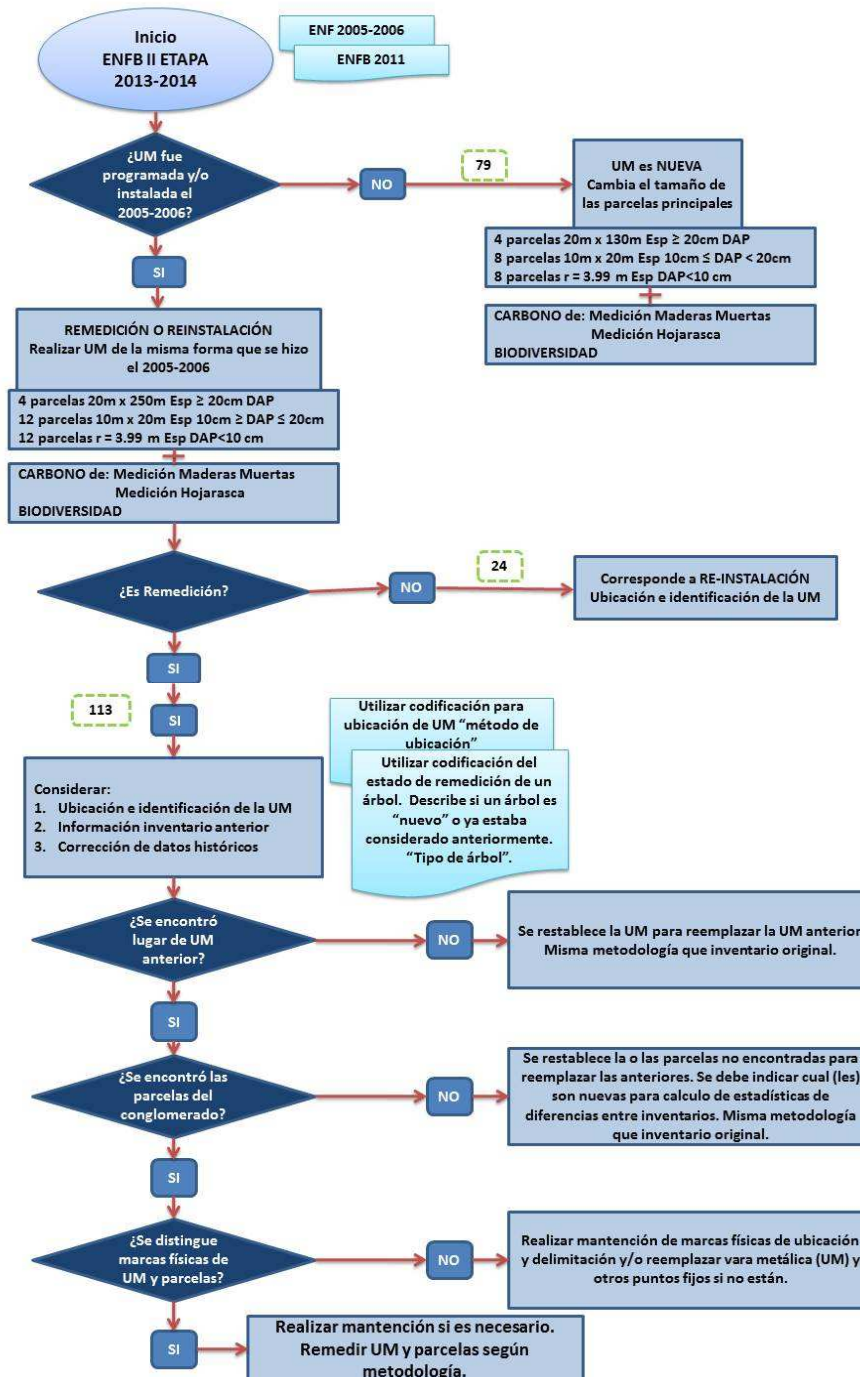 Inicio
ENFB II ETAPA
2013-2014
ENF 2005-2006
ENFB 2011
¿UM fue
programada y/o
instalada el
2005-2006?
NO
79
UM es NUEVA
Cambia el tamaño de
las parcelas principales
4 parcelas 20m x 130m Esp ≥ 20cm DAP
8 parcelas 10m x 20m Esp 10cm ≤ DAP < 20cm
8 parcelas r = 3.99 m Esp DAP<10 cm
CARBONO de: Medición Maderas Muertas
Medición Hojarasca
BIODIVERSIDAD
SI
REMEDICIÓN O REINSTALACIÓN
Realizar UM de la misma forma que se hizo
el 2005-2006
4 parcelas 20m x 250m Esp ≥ 20cm DAP
12 parcelas 10m x 20m Esp 10cm ≥ DAP ≤ 20cm
12 parcelas r = 3.99 m Esp DAP<10 cm
CARBONO de: Medición Maderas Muertas
Medición Hojarasca
BIODIVERSIDAD
¿Es Remedición?
NO
24
Corresponde a RE-INSTALACIÓN
Ubicación e identificación de la UM
SI
113
SI
Utilizar codificación para
ubicación de UM “método de
ubicación”
Utilizar codificación del
estado de remedición de un
árbol. Describe si un árbol es
“nuevo” o ya estaba
considerado anteriormente.
“Tipo de árbol”.
Considerar:
1. Ubicación e identificación de la UM
2. Información inventario anterior
3. Corrección de datos históricos
¿Se encontró
lugar de UM
anterior?
NO
Se restablece la UM para reemplazar la UM anterior.
Misma metodología que inventario original.
SI
¿Se encontró las
parcelas del
conglomerado?
NO
Se restablece la o las parcelas no encontradas para
reemplazar las anteriores. Se debe indicar cual (les)
son nuevas para calculo de estadísticas de
diferencias entre inventarios. Misma metodología
que inventario original.
SI
¿Se distingue
marcas físicas de
UM y parcelas?
NO
Realizar mantención de marcas físicas de ubicación
y delimitación y/o reemplazar vara metálica (UM) y
otros puntos fijos si no están.
SI
Realizar mantención si es necesario.
Remedir UM y parcelas según
metodología.